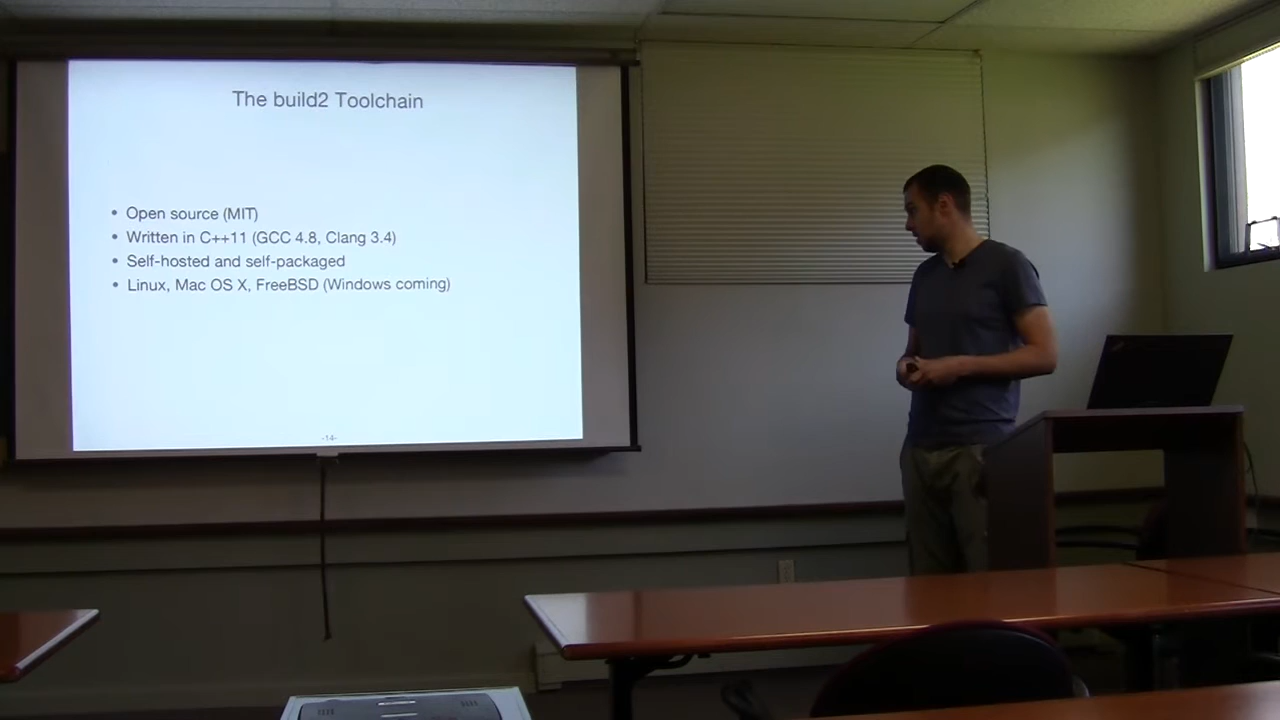 The build2 Toolchain
• Open source (MIT)
• Written in C++11 (GCC 4.8, Clang 3.4)
• Self-hosted and self-packaged
• Linux, Mac OS X, FreeBSD (Windows coming)
-14-